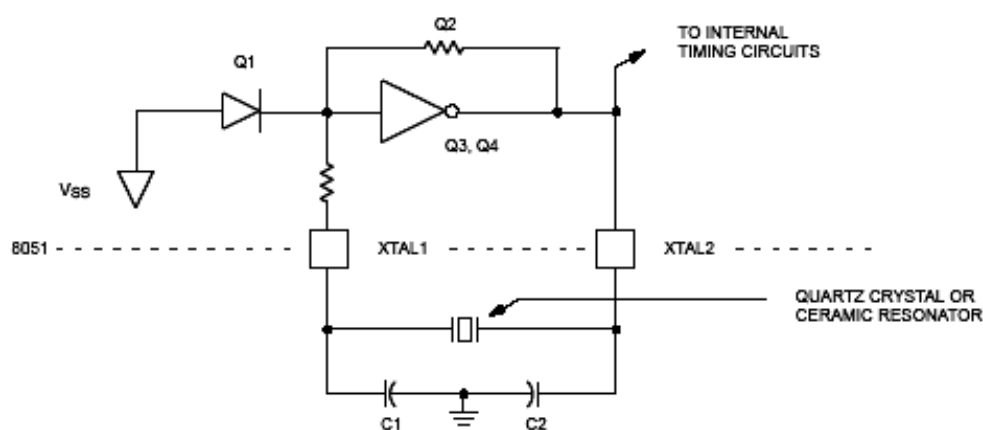 Q2
TO INTERNAL
TIMING CIRCUITS
Q1
Q3, Q4
VSS
8051
XTAL1
XTAL2
QUARTZ CRYSTAL OR
CERAMIC RESONATOR
C1
C2